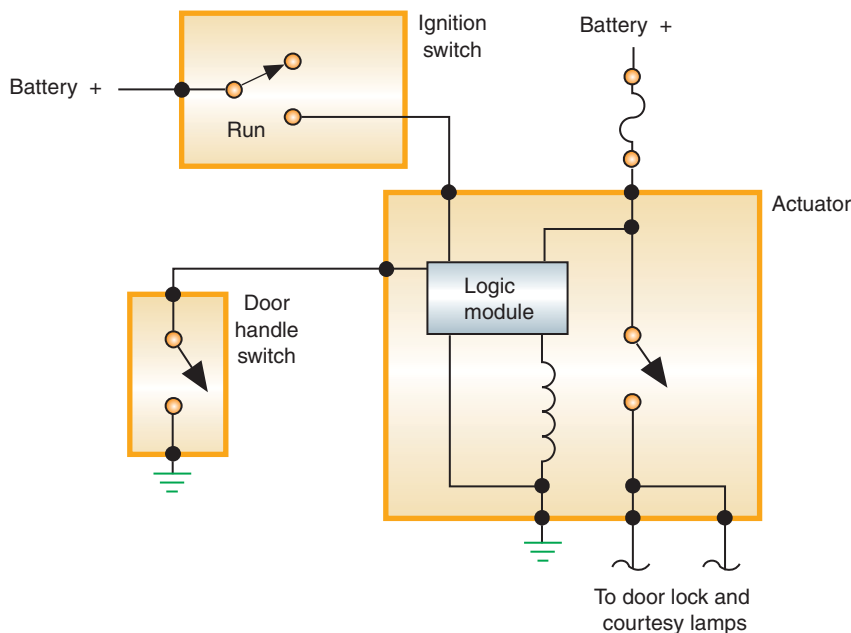 Ignition
switch
Battery +
Battery +
Run
Actuator
Logic
module
Door
handle
switch
To door lock and
courtesy lamps